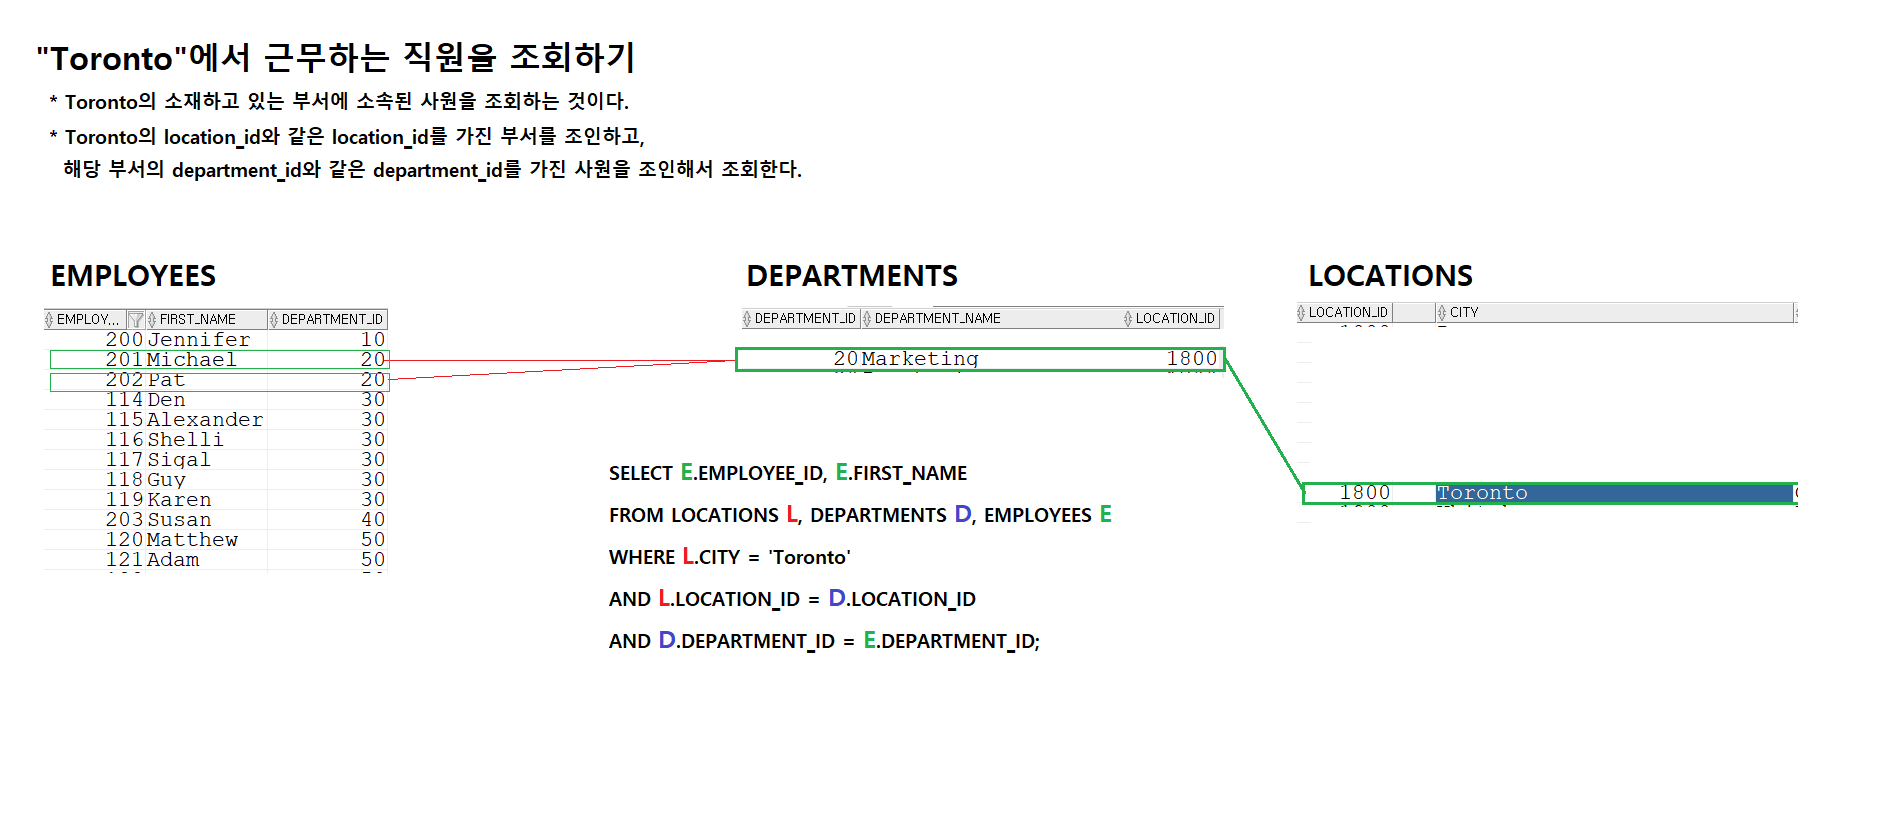 "Toronto"에서 근무하는 직원을 조회하기
* Toronto의 소재하고 있는 부서에 소속된 사원을 조회하는 것이다.
* Toronto의 location_id와 같은 location_id를 가진 부서를 조인하고,
해당 부서의 department_id와 같은 department_id를 가진 사원을 조인해서 조회한다.
EMPLOYEES
EMPLOY... FIRST_NAME DEPARTMENT_ID
200 Jennifer 10
201 Michael 20
202 Pat 20
114 Den 30
115 Alexander 30
116 Shelli 30
117 Sigal 30
118 Guy 30
119 Karen 30
203 Susan 40
120 Matthew 50
121 Adam 50
DEPARTMENTS
DEPARTMENT_ID DEPARTMENT_NAME LOCATION_ID
20 Marketing 1800
LOCATIONS
LOCATION_ID CITY
1800 Toronto
SELECT E.EMPLOYEE_ID, E.FIRST_NAME
FROM LOCATIONS L, DEPARTMENTS D, EMPLOYEES E
WHERE L.CITY = 'Toronto'
AND L.LOCATION_ID = D.LOCATION_ID
AND D.DEPARTMENT_ID = E.DEPARTMENT_ID;